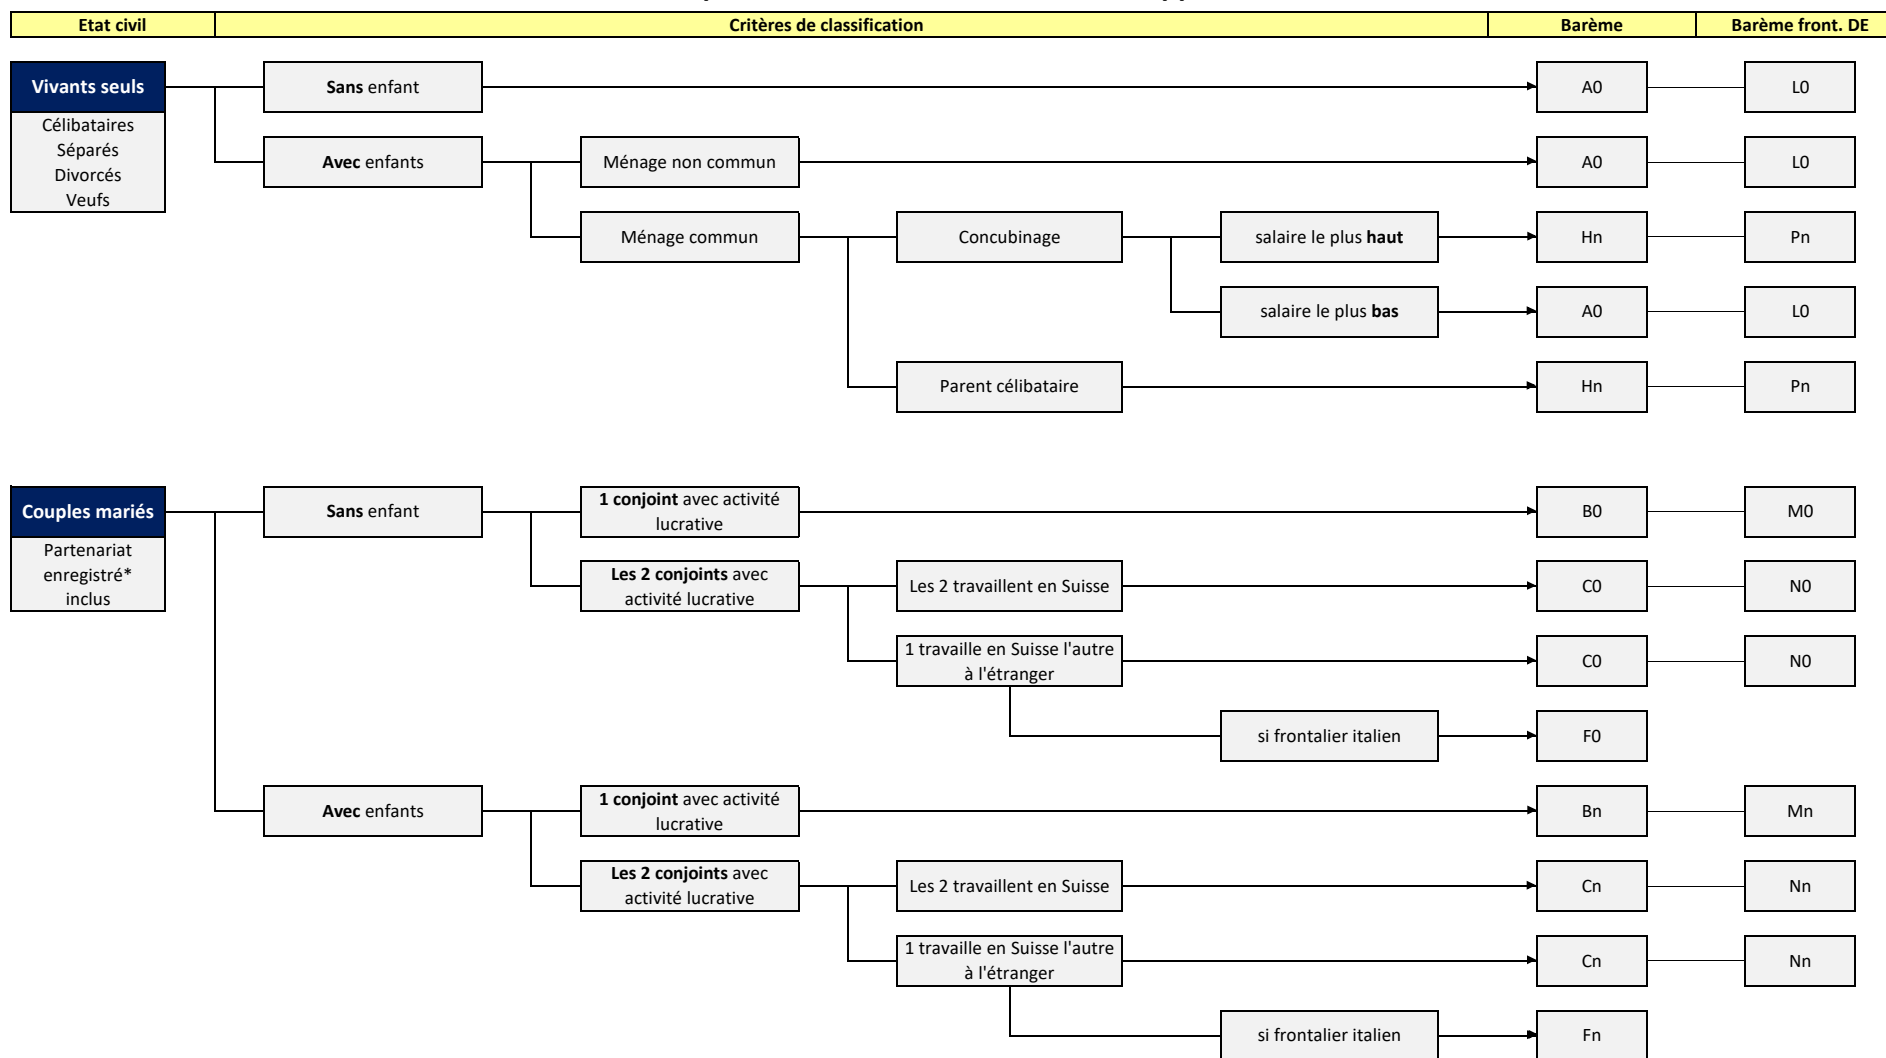 Etat civil Critères de classification Barème Barème front. DE
Vivants seuls Sans enfant A0 L0
Célibataires
Séparés
Divorcés
Veufs
Avec enfants Ménage non commun A0 L0
Ménage commun Concubinage salaire le plus haut Hn Pn
salaire le plus bas A0 L0
Parent célibataire Hn Pn
Couples mariés Sans enfant 1 conjoint avec activité
lucrative B0 M0
Partenariat
enregistré*
inclus
Les 2 conjoints avec
activité lucrative Les 2 travaillent en Suisse C0 N0
1 travaille en Suisse l'autre
à l'étranger C0 N0
si frontalier italien F0
Avec enfants 1 conjoint avec activité
lucrative Bn Mn
Les 2 conjoints avec
activité lucrative Les 2 travaillent en Suisse Cn Nn
1 travaille en Suisse l'autre
à l'étranger Cn Nn
si frontalier italien Fn